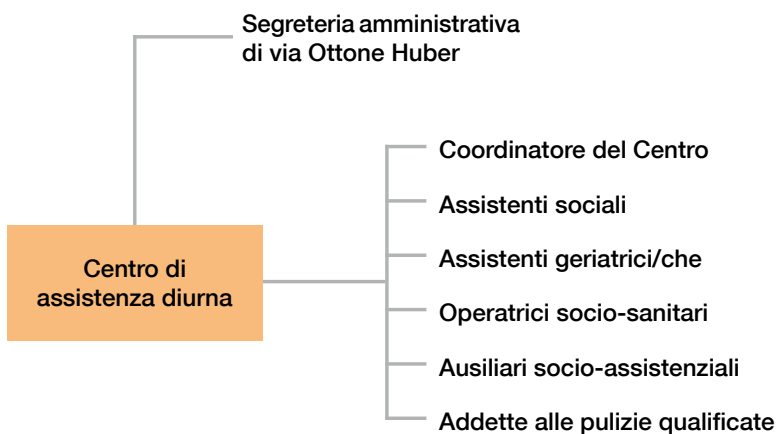 Segreteria amministrativa
di via Ottone Huber
Coordinatore del Centro
Assistenti sociali
Assistenti geriatrici/che
Centro di
assistenza diurna
Operatrici socio-sanitari
Ausiliari socio-assistenziali
Addette alle pulizie qualificate